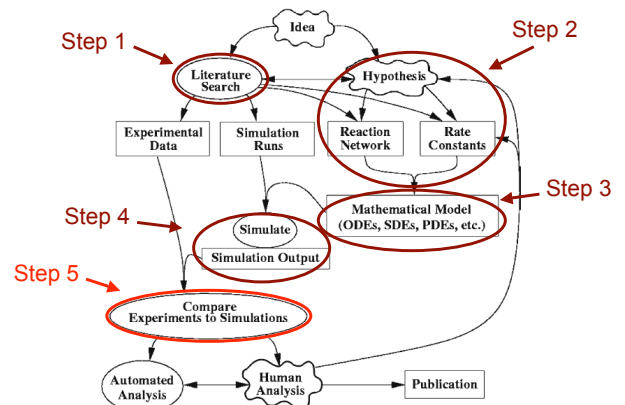 Idea
Step 1
Step 2
Literature
Search
Hypothesis
Experimental
Data
Simulation
Runs
Reaction
Network
Rate
Constants
Step 3
Mathematical Model
(ODEs, SDEs, PDEs, etc.)
Step 4
Simulate
Simulation Output
Step 5
Compare
Experiments to Simulations
Automated
Analysis
Human
Analysis
Publication